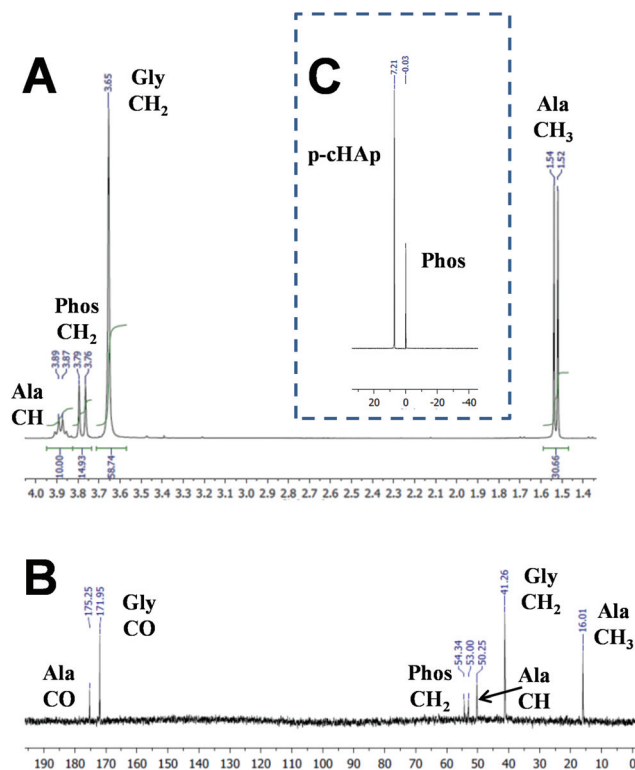 A
Gly
CH2
3.65
C
7.21
-0.03
p-cHAp
Phos
20 0 -20 -40
Ala
CH3
1.54
1.52
Phos
CH2
3.89
3.87
3.79
3.76
Ala
CH
10.00
14.93
58.74
30.66
4.0 3.9 3.8 3.7 3.6 3.5 3.4 3.3 3.2 3.1 3.0 2.9 2.8 2.7 2.6 2.5 2.4 2.3 2.2 2.1 2.0 1.9 1.8 1.7 1.6 1.5 1.4
B
175.25
171.95
Gly
CO
Ala
CO
Phos
CH2
54.34
53.00
50.25
Ala
CH
41.26
Gly
CH2
16.01
Ala
CH3
190 180 170 160 150 140 130 120 110 100 90 80 70 60 50 40 30 20 10 0